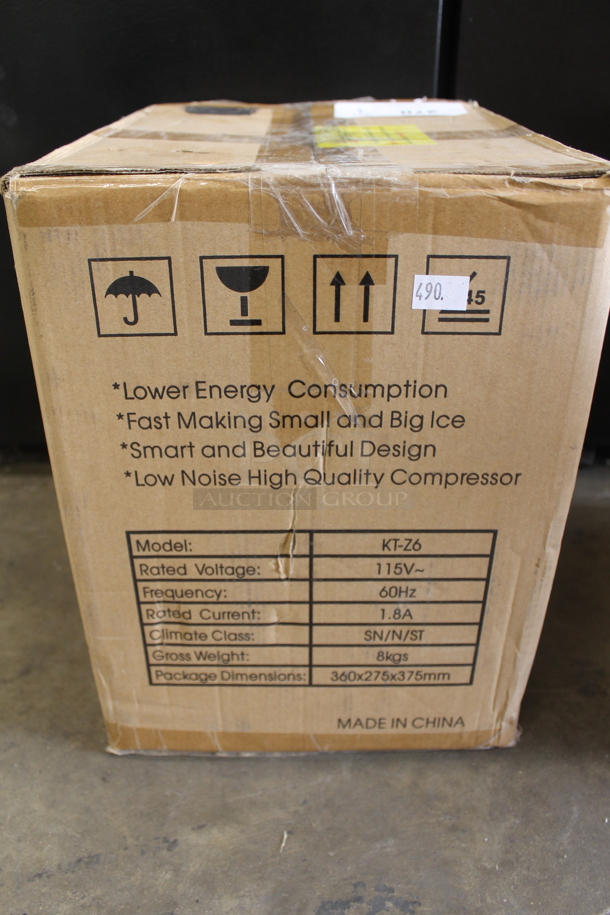 490.
45
*Lower Energy Consumption
*Fast Making Small and Big Ice
*Smart and Beautiful Design
*Low Noise High Quality Compressor
AUCTION GROUP
Model: KT-Z6
Rated Voltage: 115V~
Frequency: 60Hz
Rated Current: 1.8A
Climate Class: SN/N/ST
Gross Weight: 8kgs
Package Dimensions: 360x275x375mm
MADE IN CHINA